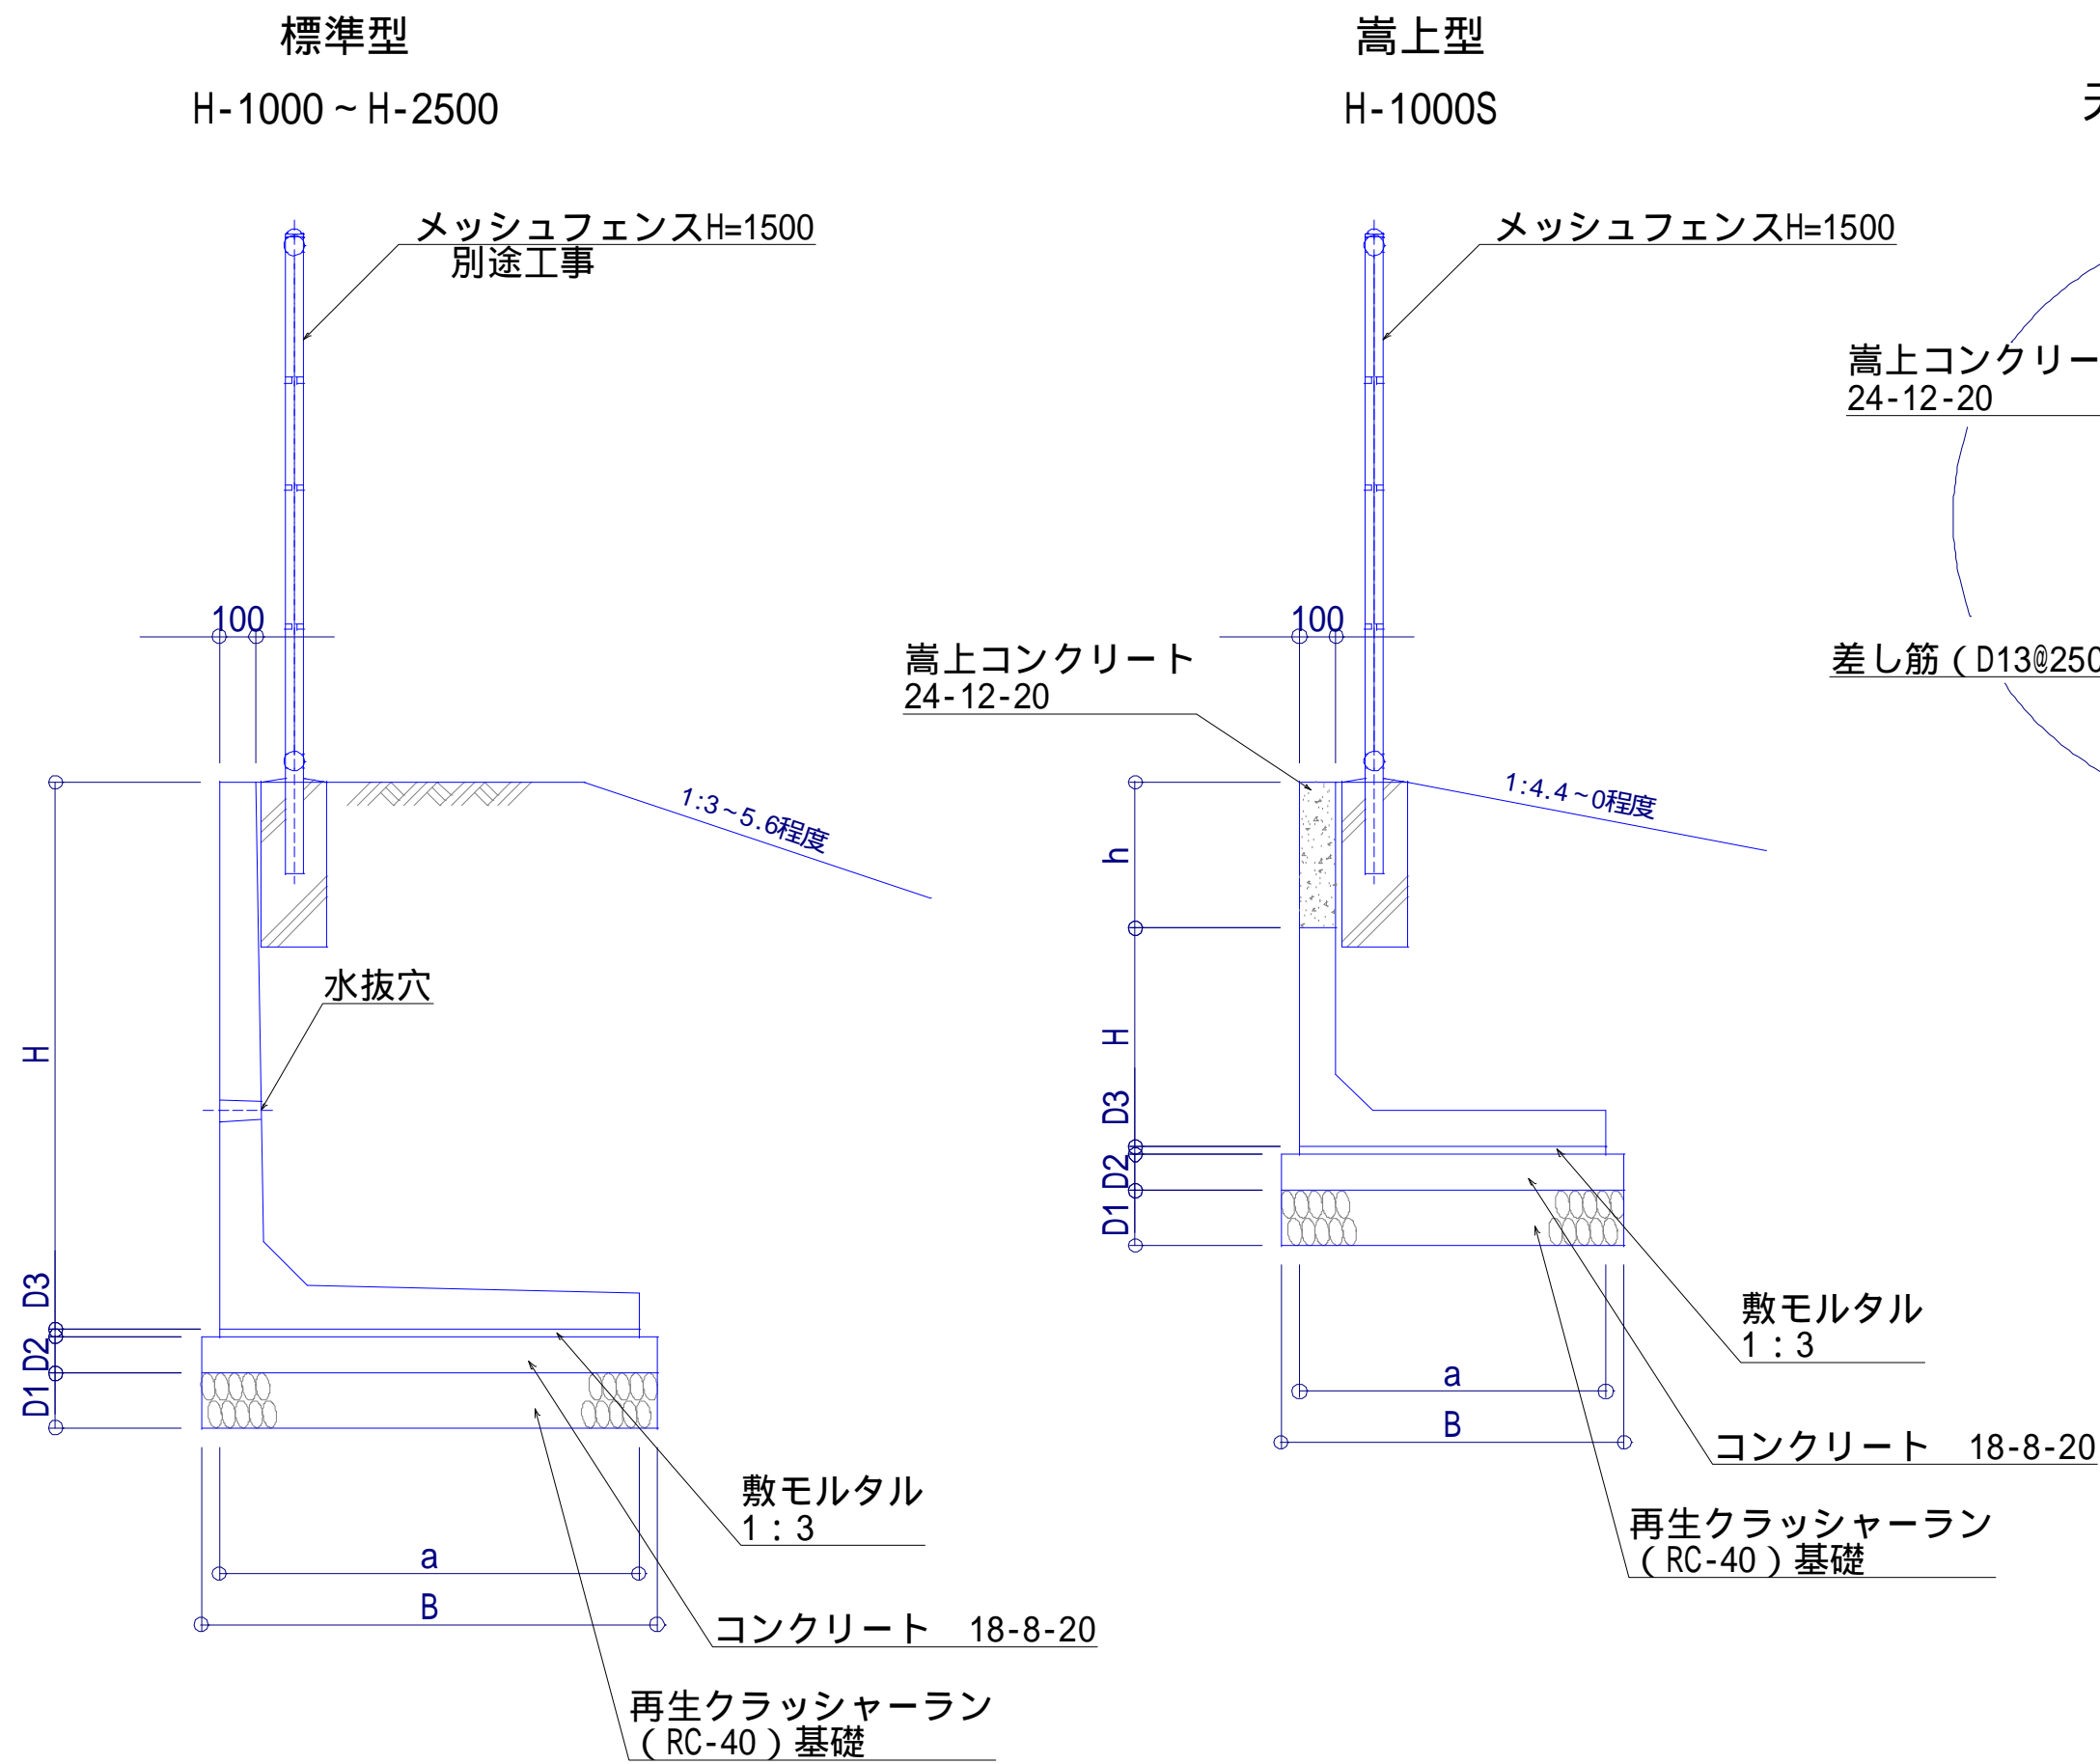 標準型
H-1000～H-2500
メッシュフェンスH=1500
別途工事
100
1:3～5.6程度
水抜穴
H
D3
D2
D1
敷モルタル
1：3
a
B
コンクリート　18-8-20
再生クラッシャーラン
（RC-40）基礎
嵩上型
H-1000S
メッシュフェンスH=1500
100
嵩上コンクリート
24-12-20
1:4.4～0程度
h
H
D3
D2
D1
敷モルタル
1：3
a
B
コンクリート　18-8-20
再生クラッシャーラン
（RC-40）基礎
嵩上コンクリー
24-12-20
差し筋（D13@250